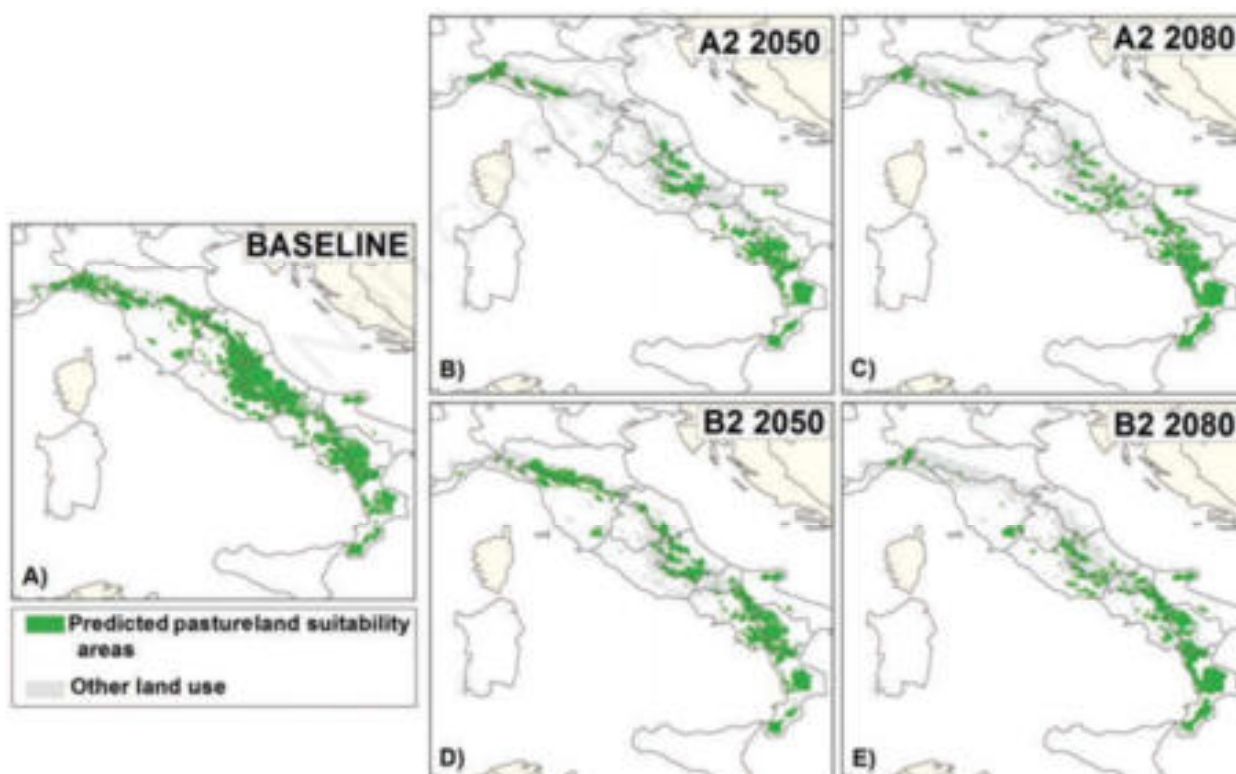 BASELINE
A)
Predicted pastureland suitability
areas
Other land use
A2 2050
B)
A2 2080
C)
B2 2050
D)
B2 2080
E)